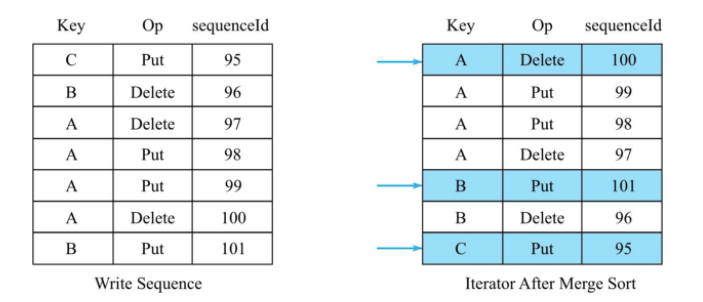 Key Op sequenceId
C Put 95
B Delete 96
A Delete 97
A Put 98
A Put 99
A Delete 100
B Put 101
Write Sequence
Key Op sequenceId
A Delete 100
A Put 99
A Put 98
A Delete 97
B Put 101
B Delete 96
C Put 95
Iterator After Merge Sort